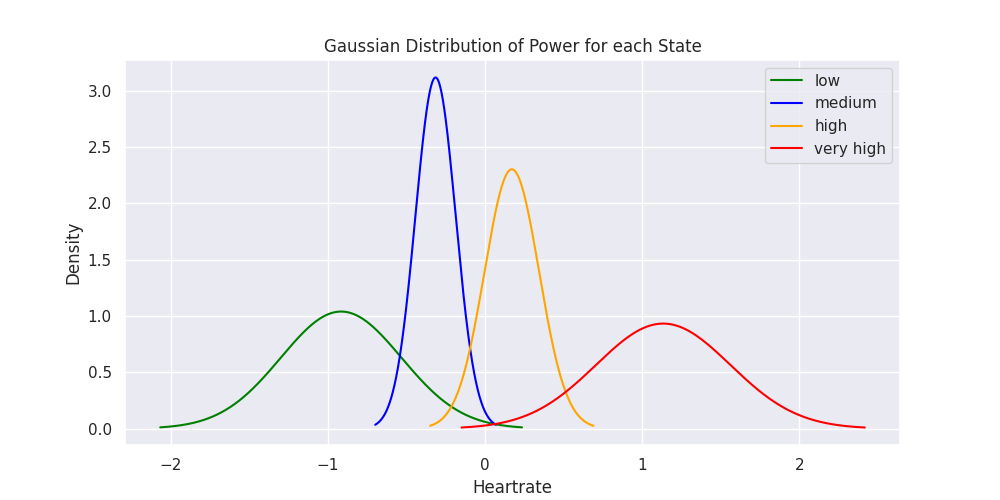 Gaussian Distribution of Power for each State
low
medium
high
very high
3.0
2.5
2.0
1.5
1.0
0.5
0.0
Density
−2
−1
0
1
2
Heartrate